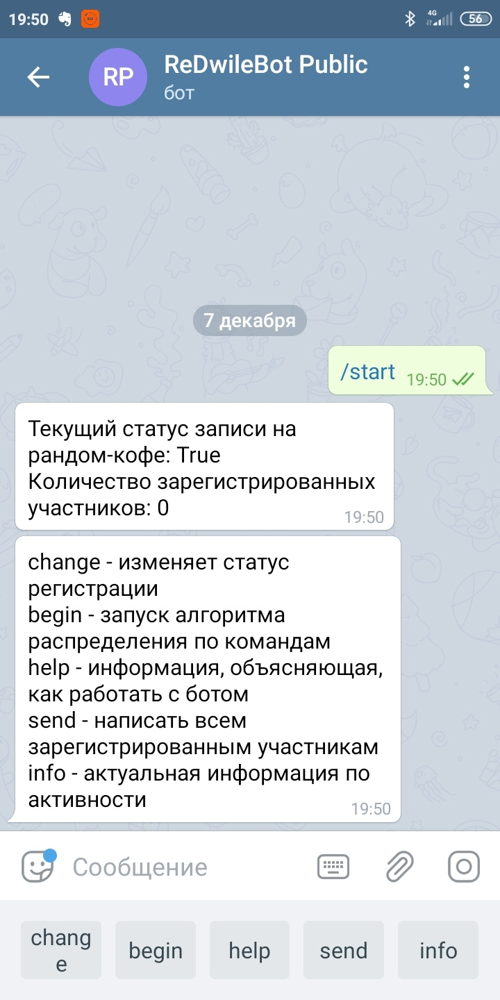 19:50
4G
56
RP
ReDwileBot Public
бот
7 декабря
/start 19:50
Текущий статус записи на
рандом-кофе: True
Количество зарегистрированных
участников: 0
19:50
change - изменяет статус
регистрации
begin - запуск алгоритма
распределения по командам
help - информация, объясняющая,
как работать с ботом
send - написать всем
зарегистрированным участникам
info - актуальная информация по
активности
19:50
Сообщение
chang
e
begin
help
send
info